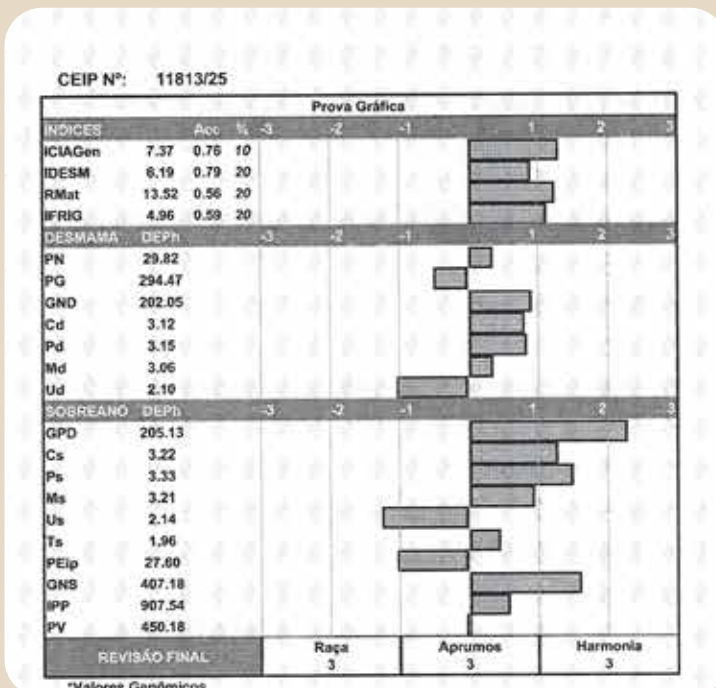 CEIP Nº: 11813/25
Prova Gráfica
ÍNDICES Acc % -3 -2 -1 1 2 3
ICIAGen 7.37 0.76 10
IDESM 6.19 0.79 20
RMat 13.52 0.56 20
IFRIG 4.96 0.59 20
DESMAMA DEPh -3 -2 -1 1 2 3
PN 29.82
PG 294.47
GND 202.05
Cd 3.12
Pd 3.15
Md 3.06
Ud 2.10
SOBREANO DEPh -3 -2 -1 1 2 3
GPD 205.13
Cs 3.22
Ps 3.33
Ms 3.21
Us 2.14
Ts 1.96
PEip 27.60
GNS 407.18
IPP 907.54
PV 450.18
REVISÃO FINAL Raça Aprumos Harmonia
3 3 3
*Valores Genômicos